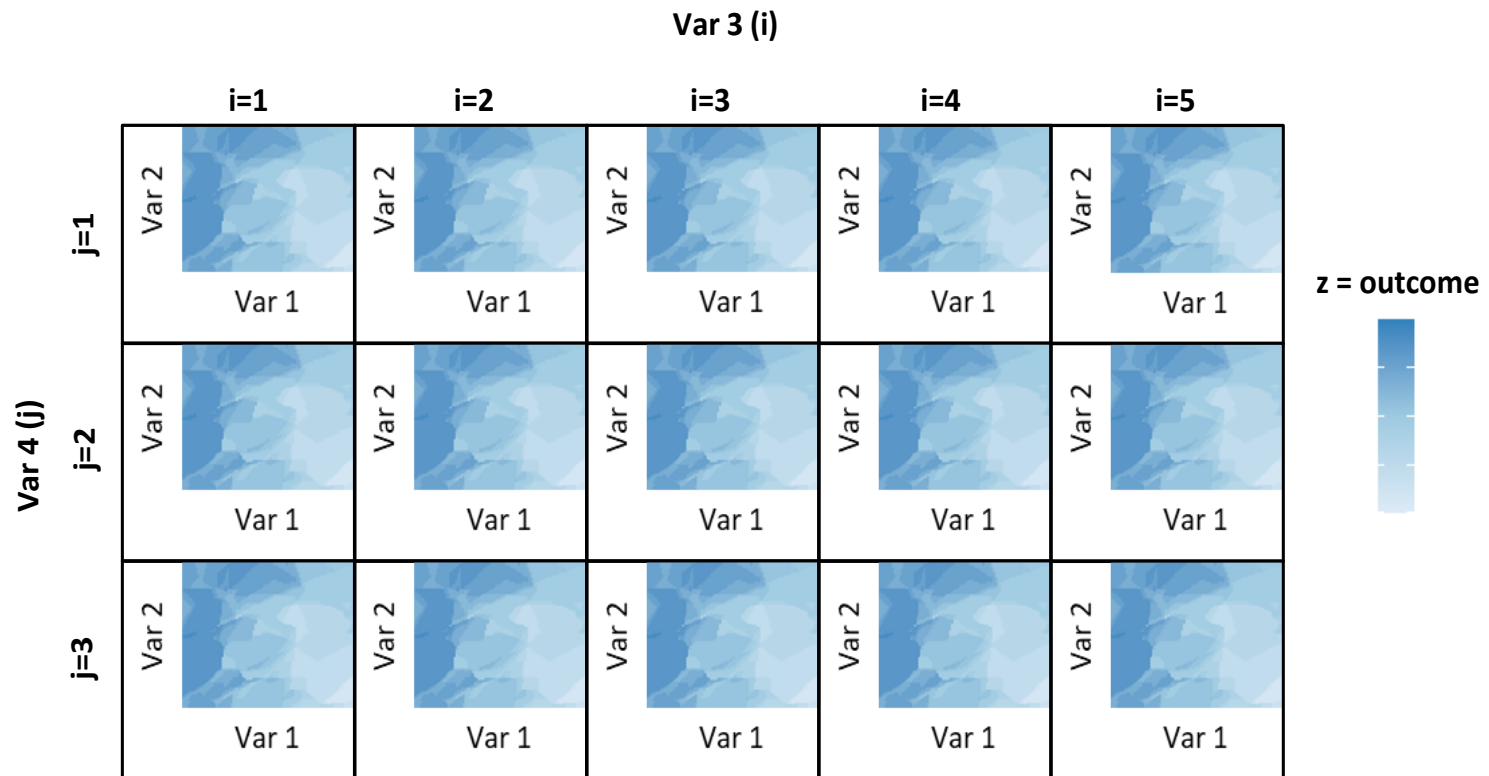 Var 3 (i)
i=1 i=2 i=3 i=4 i=5
Var 4 (j)
j=1
Var 2 Var 2 Var 2 Var 2 Var 2
Var 1 Var 1 Var 1 Var 1 Var 1
j=2
Var 2 Var 2 Var 2 Var 2 Var 2
Var 1 Var 1 Var 1 Var 1 Var 1
j=3
Var 2 Var 2 Var 2 Var 2 Var 2
Var 1 Var 1 Var 1 Var 1 Var 1
z = outcome